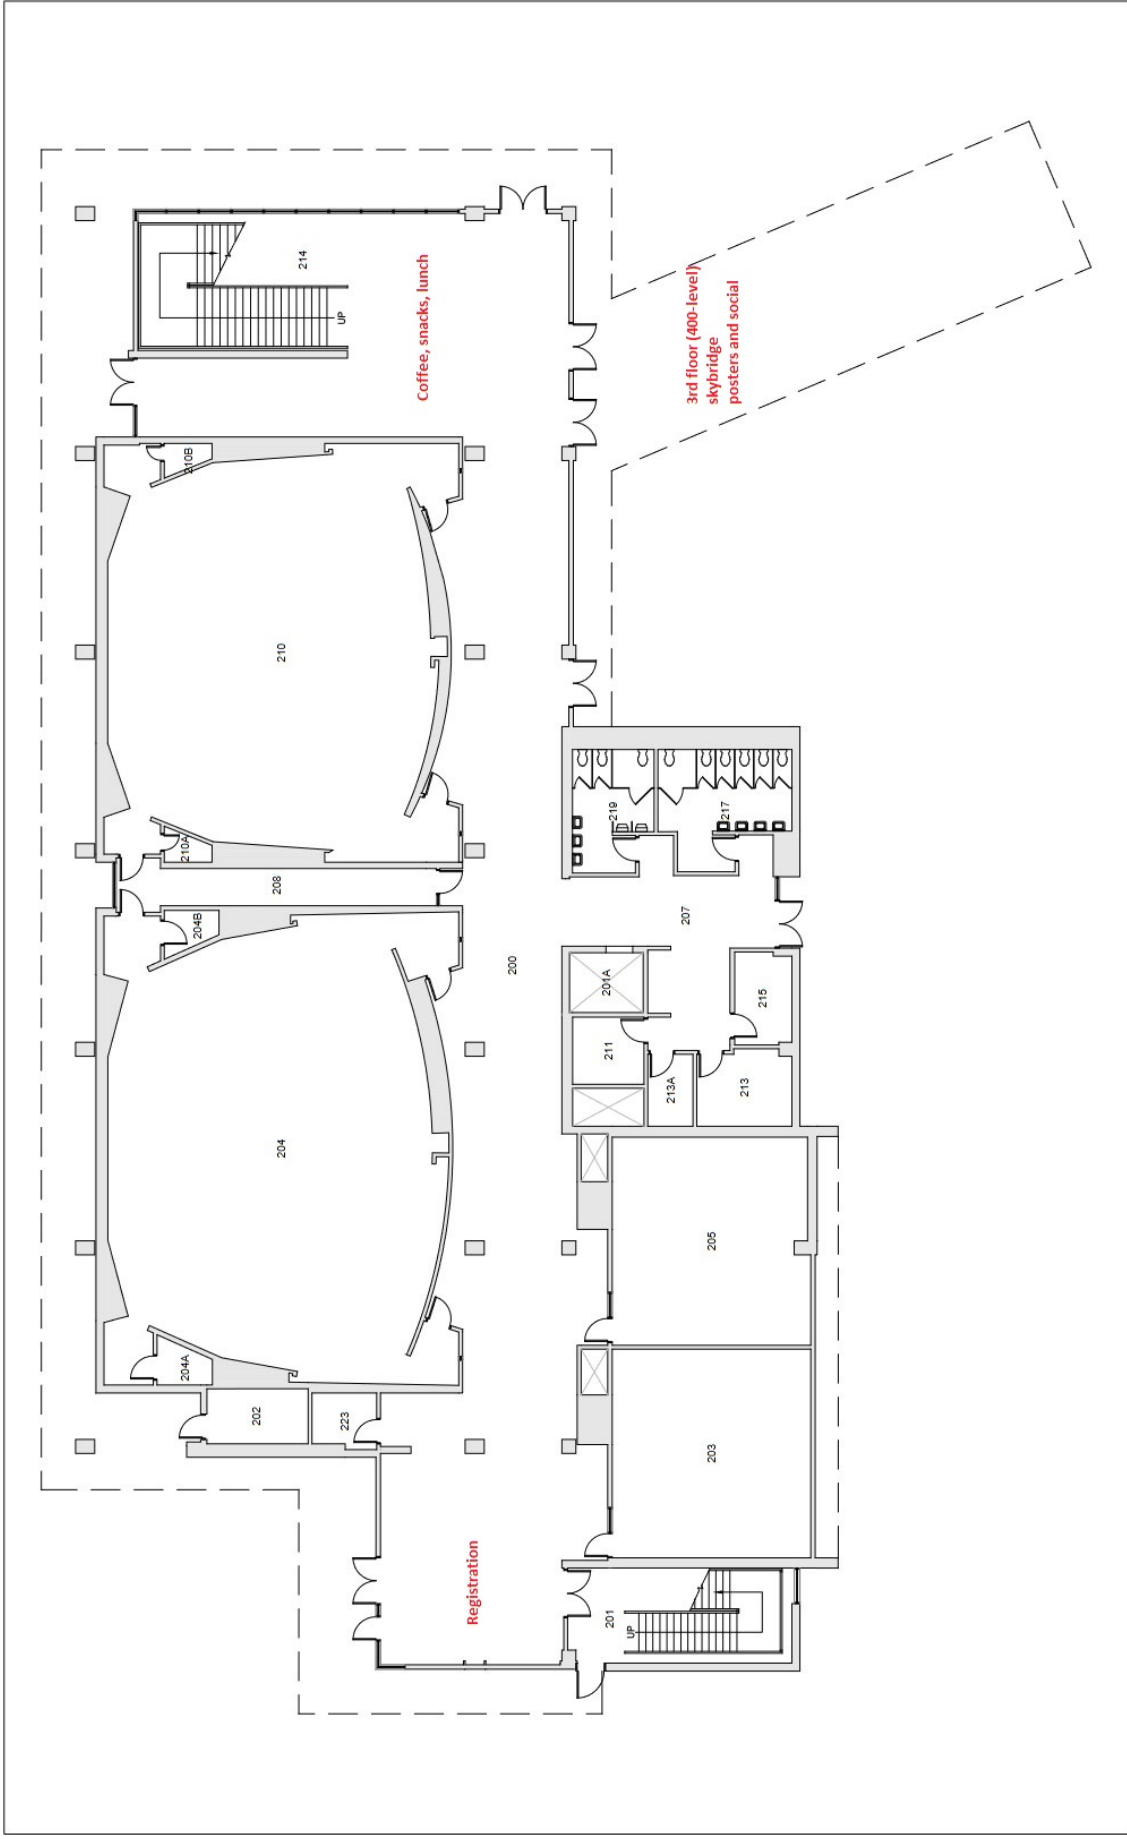 214
UP
Coffee, snacks, lunch
3rd floor (400-level)
skybridge
posters and social
210B
210
210A
219
217
208
204B
207
200
201A
215
211
213A
213
204
205
204A
202
223
203
Registration
201
UP